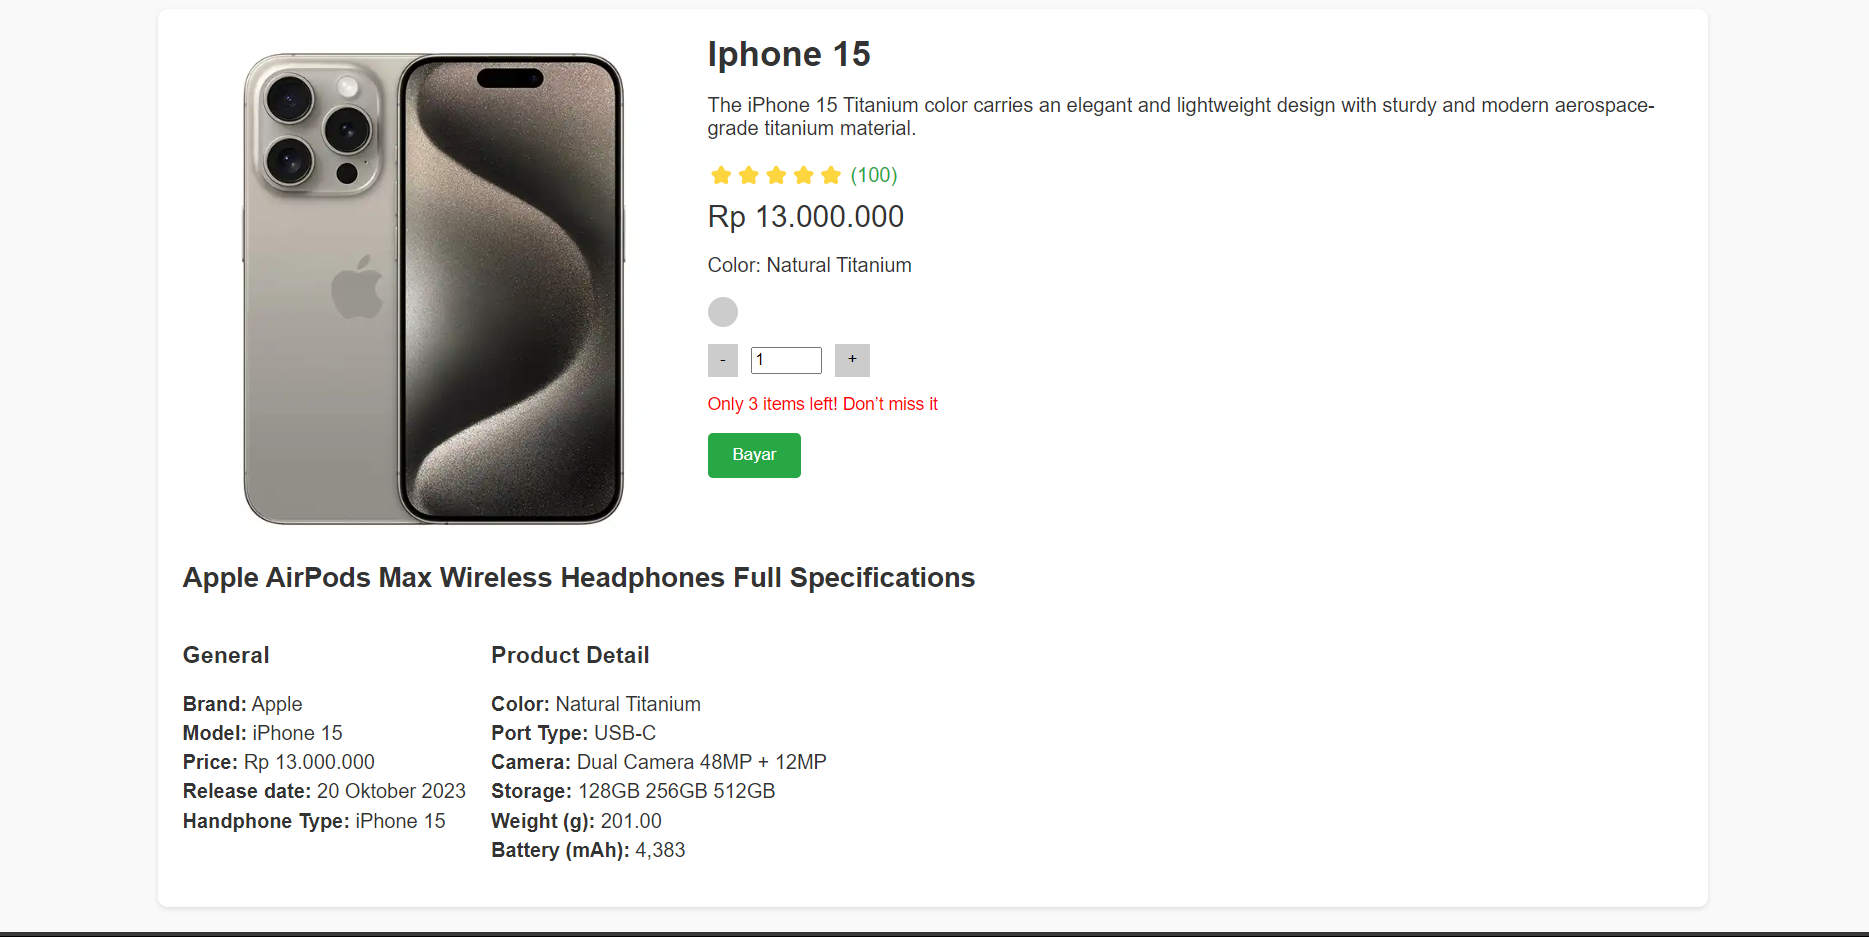 Iphone 15
The iPhone 15 Titanium color carries an elegant and lightweight design with sturdy and modern aerospace-
grade titanium material.
(100)
Rp 13.000.000
Color: Natural Titanium
- 1 +
Only 3 items left! Don’t miss it
Bayar
Apple AirPods Max Wireless Headphones Full Specifications
General
Brand: Apple
Model: iPhone 15
Price: Rp 13.000.000
Release date: 20 Oktober 2023
Handphone Type: iPhone 15
Product Detail
Color: Natural Titanium
Port Type: USB-C
Camera: Dual Camera 48MP + 12MP
Storage: 128GB 256GB 512GB
Weight (g): 201.00
Battery (mAh): 4,383